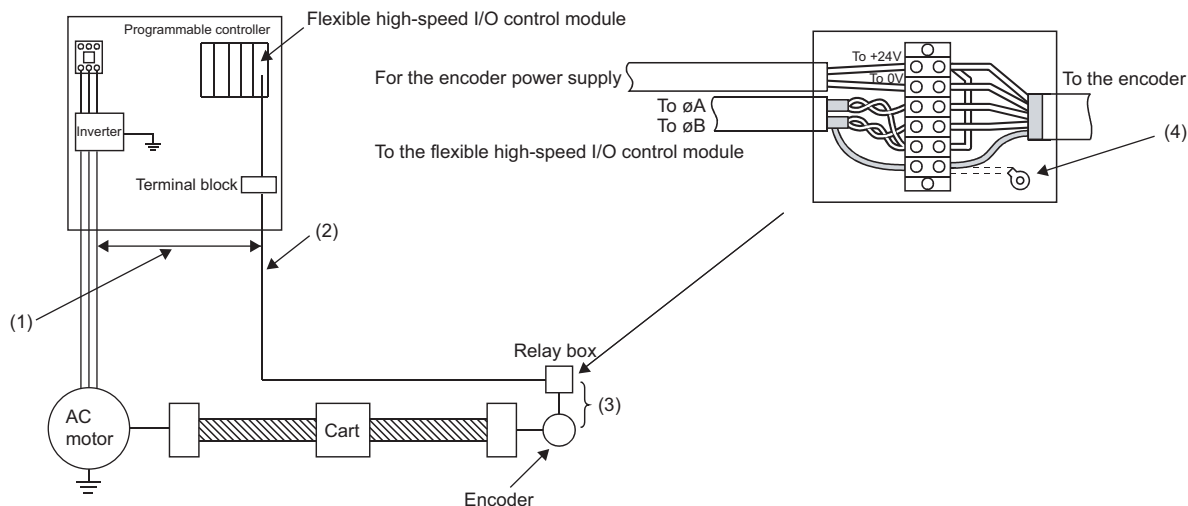 Flexible high-speed I/O control module
Programmable controller
Inverter
Terminal block
(1)
(2)
AC
motor
Cart
Relay box
(3)
Encoder
For the encoder power supply
To øA
To øB
To the flexible high-speed I/O control module
To +24V
To 0V
To the encoder
(4)